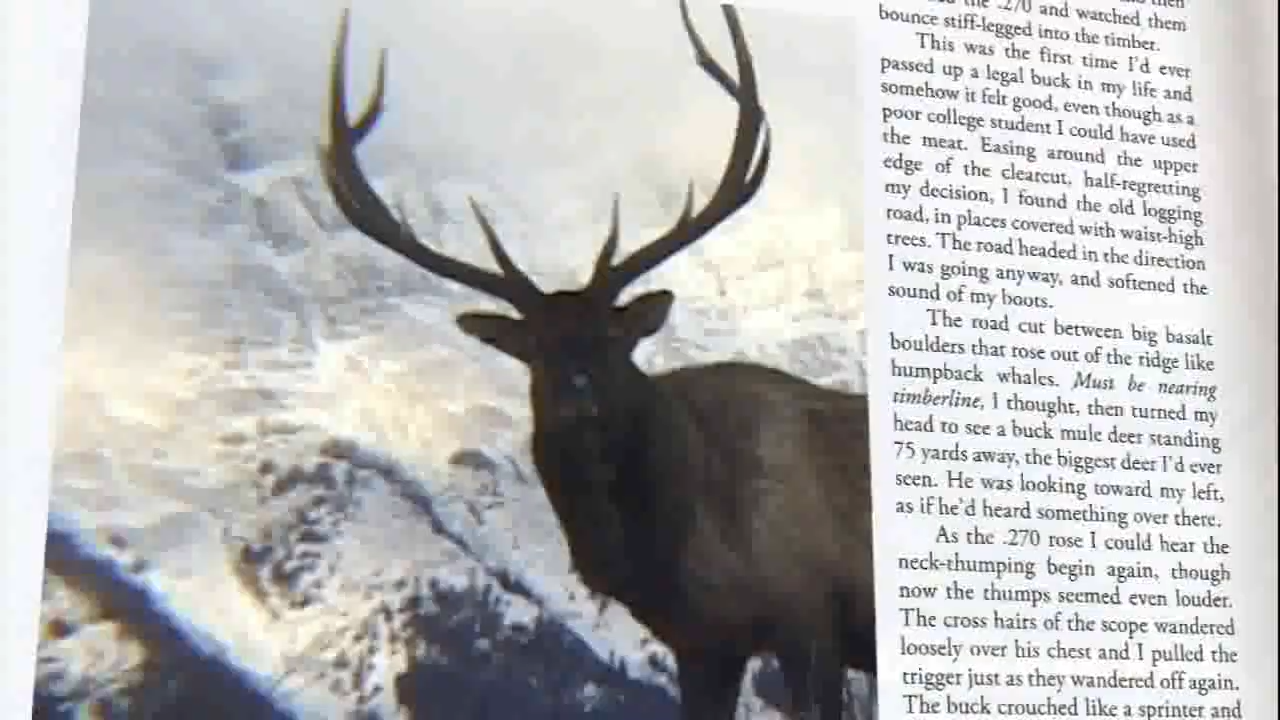 the .270 and watched them
bounce stiff-legged into the timber.
This was the first time I'd ever
passed up a legal buck in my life and
somehow it felt good, even though as a
poor college student I could have used
the meat. Easing around the upper
edge of the clearcut, half-regretting
my decision, I found the old logging
road, in places covered with waist-high
trees. The road headed in the direction
I was going anyway, and softened the
sound of my boots.
The road cut between big basalt
boulders that rose out of the ridge like
humpback whales. Must be nearing
timberline, I thought, then turned my
head to see a buck mule deer standing
75 yards away, the biggest deer I'd ever
seen. He was looking toward my left,
as if he'd heard something over there.
As the .270 rose I could hear the
neck-thumping begin again, though
now the thumps seemed even louder.
The cross hairs of the scope wandered
loosely over his chest and I pulled the
trigger just as they wandered off again.
The buck crouched like a sprinter and